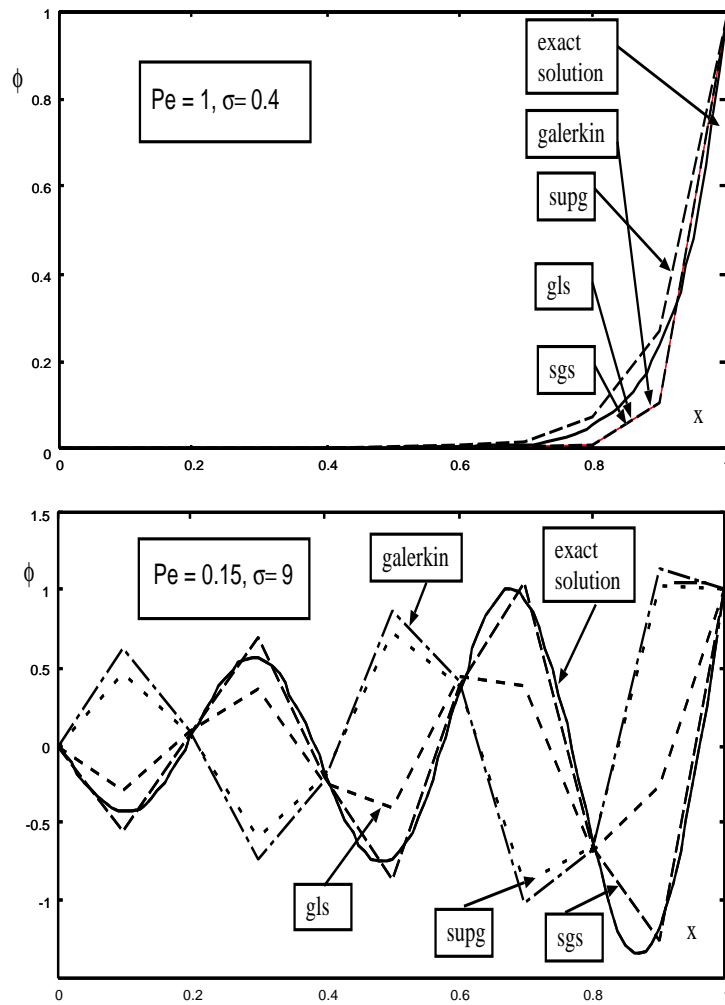 1
exact
solution
ϕ
Pe = 1, σ= 0.4
0.8
galerkin
0.6
supg
0.4
gls
0.2
sgs
x
0
0 0.2 0.4 0.6 0.8
1.5
galerkin
exact
solution
ϕ
Pe = 0.15, σ= 9
1
0.5
0
-0.5
gls
supg
sgs
x
-1
0 0.2 0.4 0.6 0.8